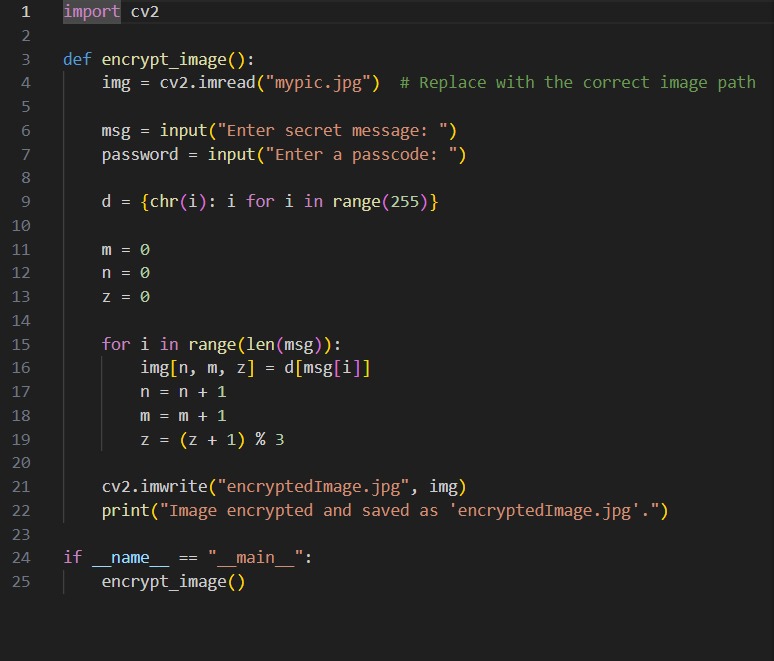 1 import cv2
2
3 def encrypt_image():
4     img = cv2.imread("mypic.jpg")  # Replace with the correct image path
5
6     msg = input("Enter secret message: ")
7     password = input("Enter a passcode: ")
8
9     d = {chr(i): i for i in range(255)}
10
11     m = 0
12     n = 0
13     z = 0
14
15     for i in range(len(msg)):
16         img[n, m, z] = d[msg[i]]
17         n = n + 1
18         m = m + 1
19         z = (z + 1) % 3
20
21     cv2.imwrite("encryptedImage.jpg", img)
22     print("Image encrypted and saved as 'encryptedImage.jpg'.")
23
24 if __name__ == "__main__":
25     encrypt_image()